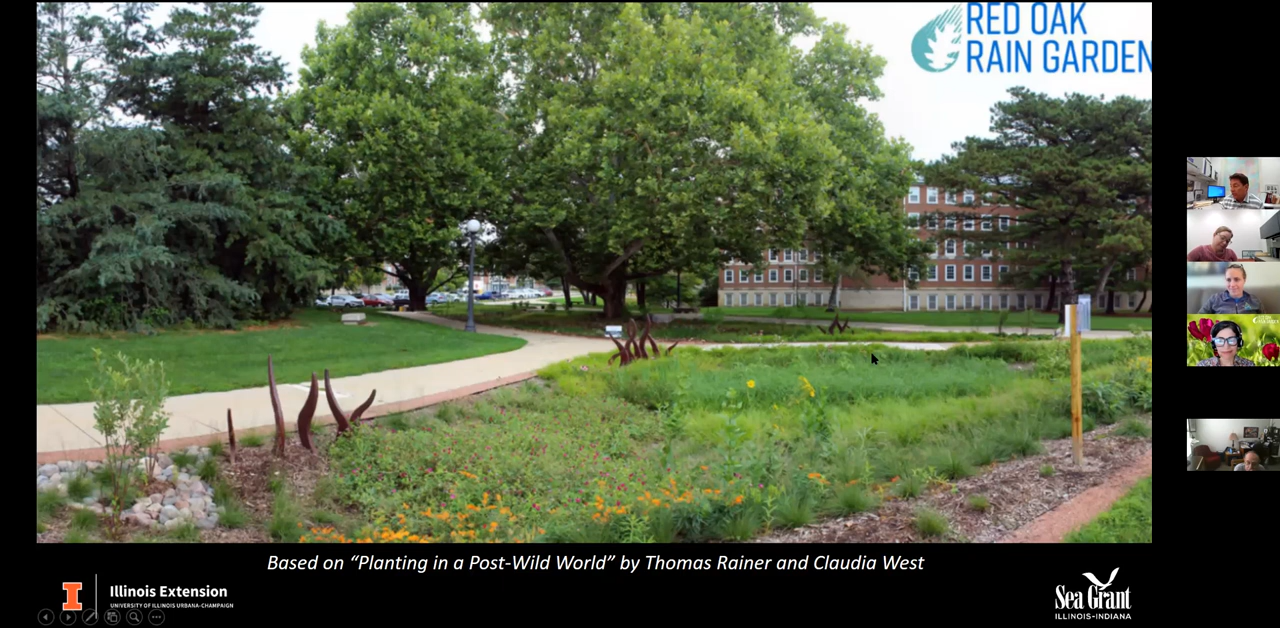 RED OAK
RAIN GARDEN
Based on “Planting in a Post-Wild World” by Thomas Rainer and Claudia West
I
Illinois Extension
UNIVERSITY OF ILLINOIS URBANA-CHAMPAIGN
Sea Grant
ILLINOIS-INDIANA